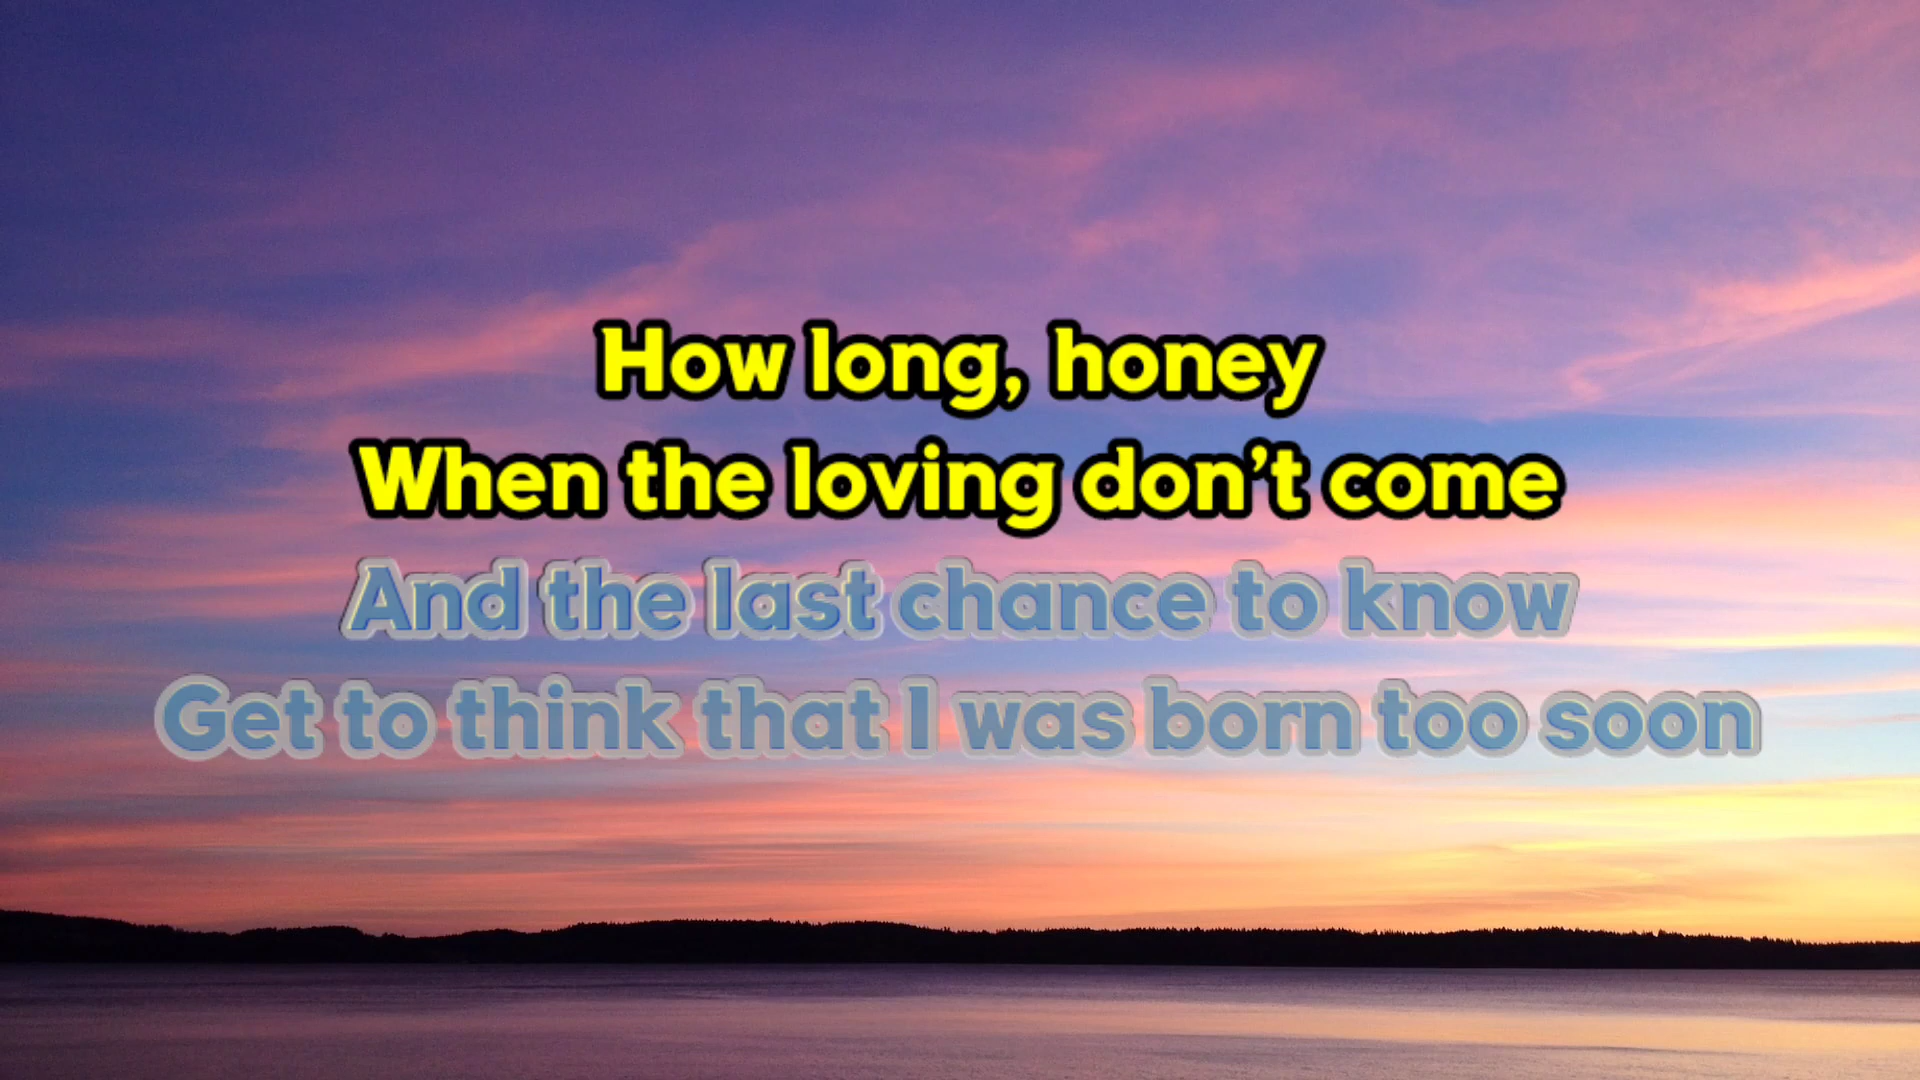 How long, honey
When the loving don’t come
And the last chance to know
Get to think that I was born too soon